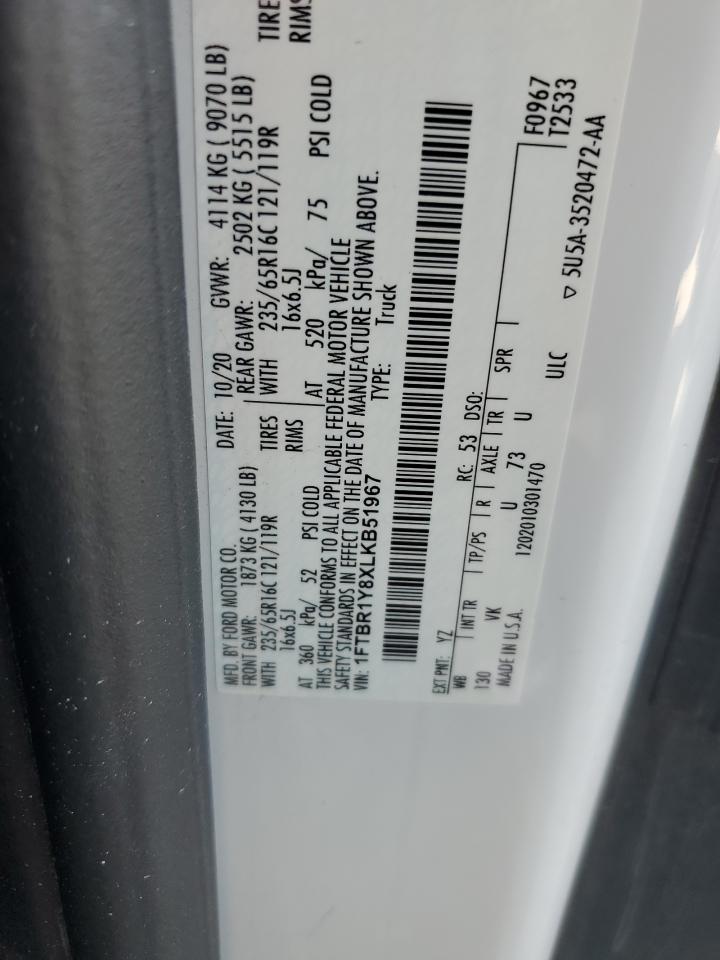 MFD. BY FORD MOTOR CO.
DATE: 10/20 GVWR: 4114 KG ( 9070 LB)
FRONT GAWR: 1873 KG ( 4130 LB) REAR GAWR: 2502 KG ( 5515 LB)
WITH 235/65R16C 121/119R TIRES WITH 235/65R16C 121/119R TIRE
16x6.5J RIMS 16x6.5J RIMS
AT 360 kPa/ 52 PSI COLD AT 520 kPa/ 75 PSI COLD
THIS VEHICLE CONFORMS TO ALL APPLICABLE FEDERAL MOTOR VEHICLE
SAFETY STANDARDS IN EFFECT ON THE DATE OF MANUFACTURE SHOWN ABOVE.
VIN: 1FTBR1Y8XLKB51967 TYPE: Truck
EXT PNT: YZ RC: 53 DSO:
WB INT TR TP/PS R AXLE TR SPR
130 VK U 73 U
F0967
T2533
MADE IN U.S.A. 1202010301470 ULC
▽ 5U5A-3520472-AA